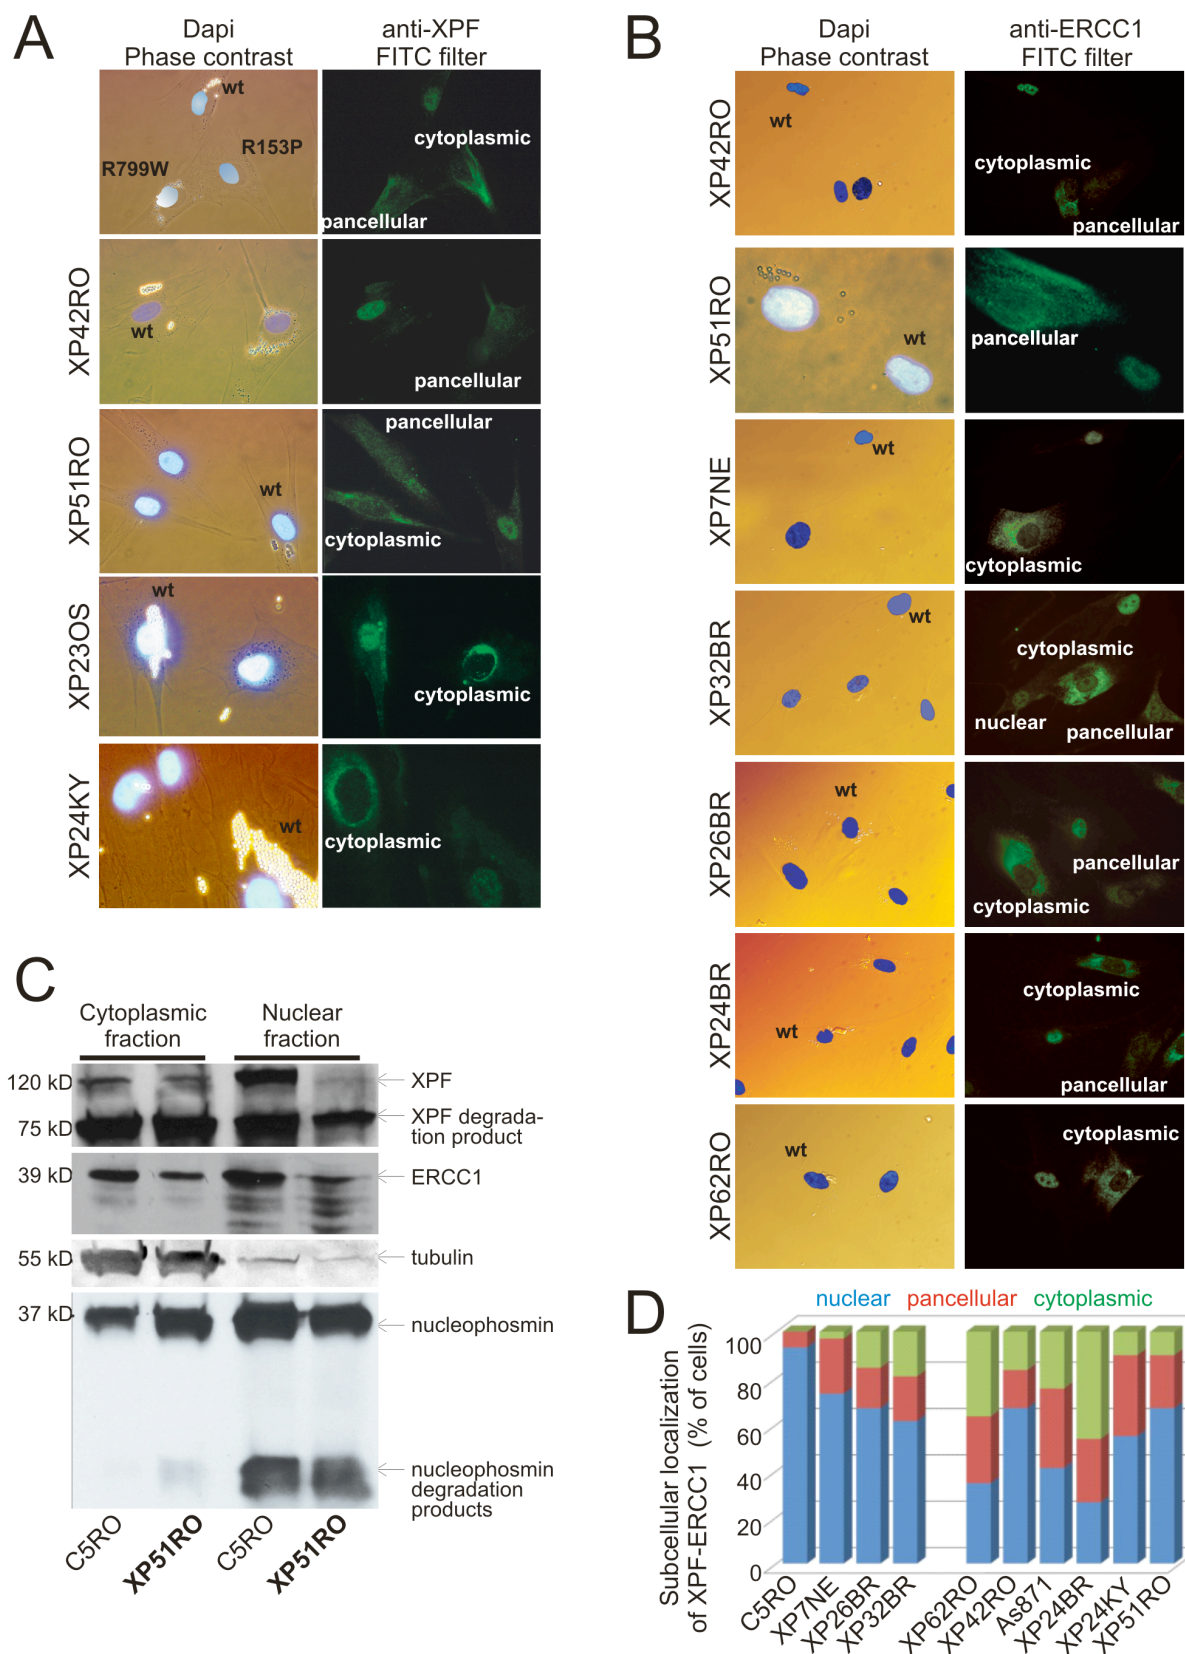 A
Dapi
Phase contrast
anti-XPF
FITC filter
wt
R153P
R799W
cytoplasmic
pancellular
XP42RO
wt
pancellular
XP51RO
wt
pancellular
cytoplasmic
XP23OS
wt
cytoplasmic
XP24KY
wt
cytoplasmic
B
Dapi
Phase contrast
anti-ERCC1
FITC filter
XP42RO
wt
cytoplasmic
pancellular
XP51RO
wt
pancellular
XP7NE
wt
cytoplasmic
XP32BR
wt
cytoplasmic
nuclear
pancellular
XP26BR
wt
pancellular
cytoplasmic
XP24BR
wt
cytoplasmic
pancellular
XP62RO
wt
cytoplasmic
C
Cytoplasmic
fraction
Nuclear
fraction
120 kD
XPF
75 kD
XPF degrada-
tion product
39 kD
ERCC1
55 kD
tubulin
37 kD
nucleophosmin
nucleophosmin
degradation
products
C5RO
XP51RO
C5RO
XP51RO
D
nuclear pancellular cytoplasmic
Subcellular localization
of XPF-ERCC1 (% of cells)
100
80
60
40
20
0
C5RO
XP7NE
XP26BR
XP32BR
XP62RO
XP42RO
As871
XP24BR
XP24KY
XP51RO